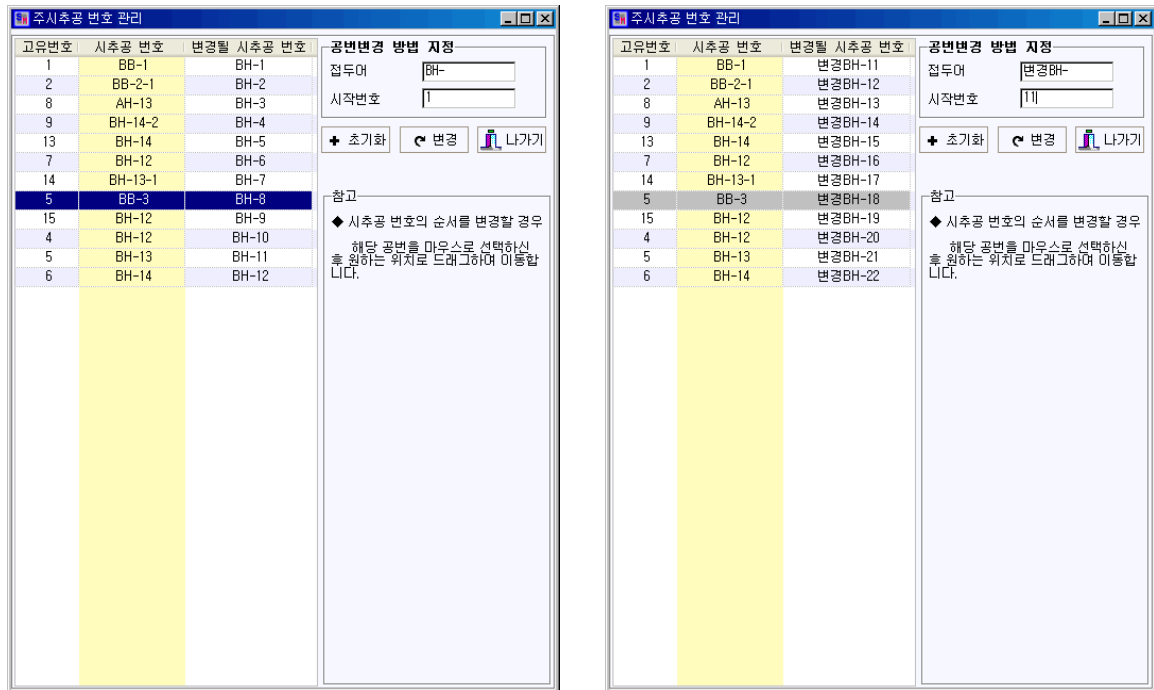 주시추공 번호 관리
고유번호 시추공 번호 변경될 시추공 번호
1 BB-1 BH-1
2 BB-2-1 BH-2
8 AH-13 BH-3
9 BH-14-2 BH-4
13 BH-14 BH-5
7 BH-12 BH-6
14 BH-13-1 BH-7
5 BB-3 BH-8
15 BH-12 BH-9
4 BH-12 BH-10
5 BH-13 BH-11
6 BH-14 BH-12
공번변경 방법 지정
접두어 BH-
시작번호 1
초기화 변경 나가기
참고
◆ 시추공 번호의 순서를 변경할 경우
해당 공번을 마우스로 선택하신
후 원하는 위치로 드래그하며 이동합
니다.
주시추공 번호 관리
고유번호 시추공 번호 변경될 시추공 번호
1 BB-1 변경BH-11
2 BB-2-1 변경BH-12
8 AH-13 변경BH-13
9 BH-14-2 변경BH-14
13 BH-14 변경BH-15
7 BH-12 변경BH-16
14 BH-13-1 변경BH-17
5 BB-3 변경BH-18
15 BH-12 변경BH-19
4 BH-12 변경BH-20
5 BH-13 변경BH-21
6 BH-14 변경BH-22
공번변경 방법 지정
접두어 변경BH-
시작번호 11
초기화 변경 나가기
참고
◆ 시추공 번호의 순서를 변경할 경우
해당 공번을 마우스로 선택하신
후 원하는 위치로 드래그하며 이동합
니다.